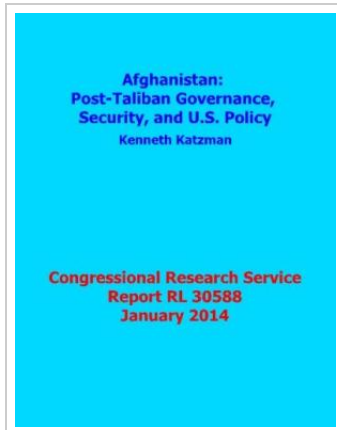 Afghanistan:
Post-Taliban Governance,
Security, and U.S. Policy
Kenneth Katzman
Congressional Research Service
Report RL 30588
January 2014